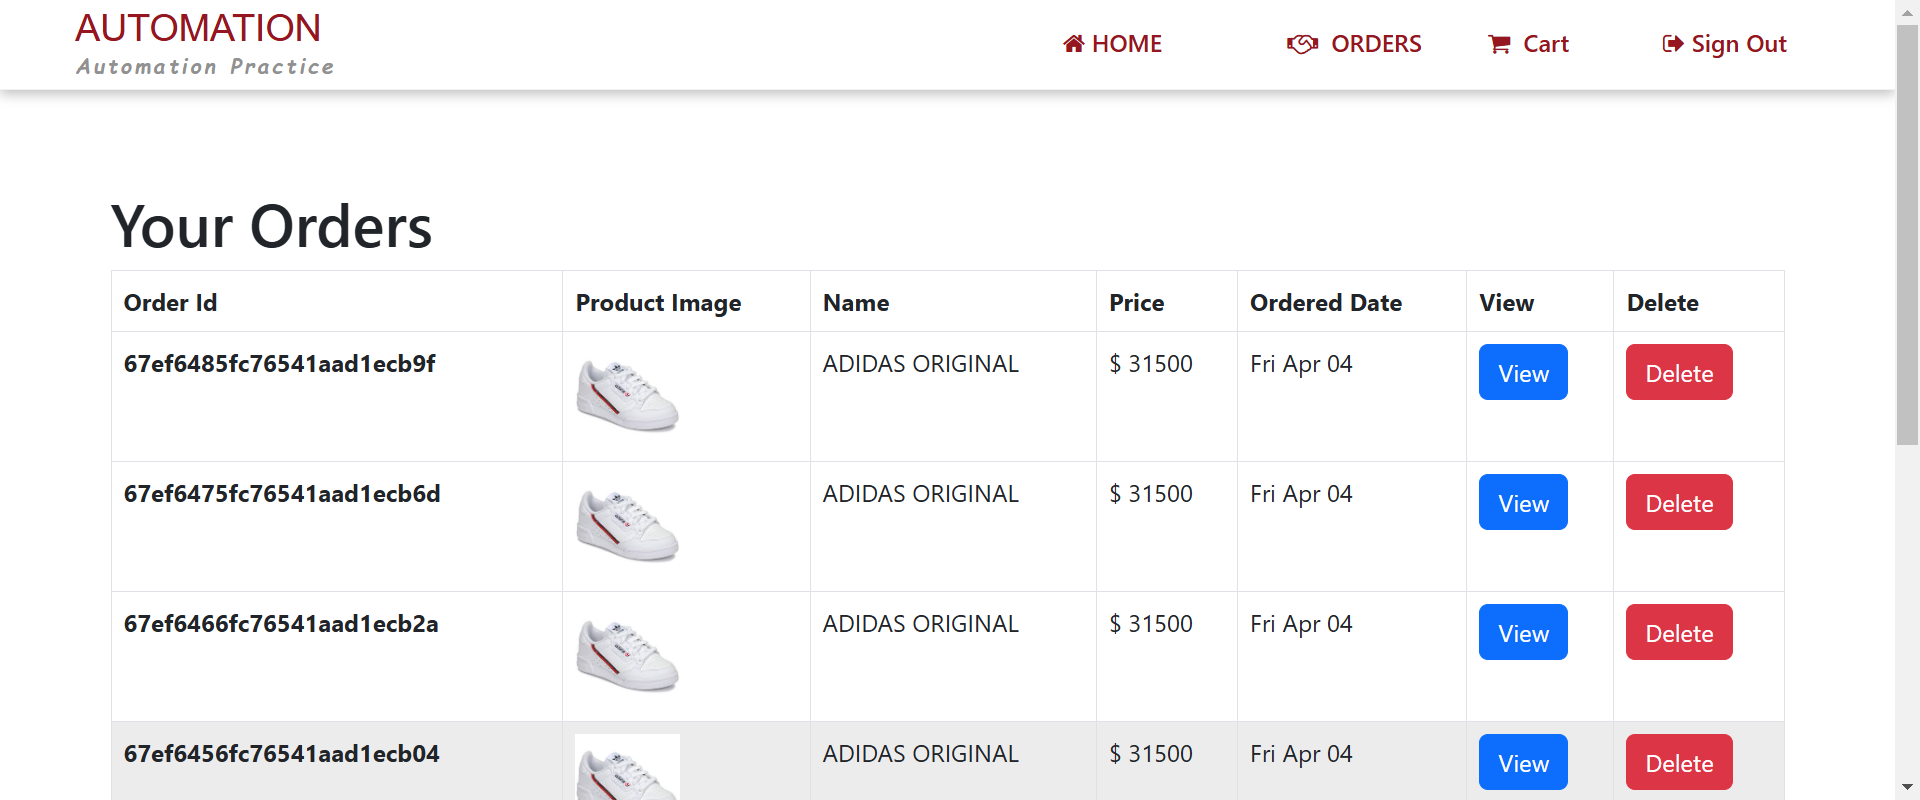 AUTOMATION
Automation Practice
HOME ORDERS Cart Sign Out
Your Orders
Order Id Product Image Name Price Ordered Date View Delete
67ef6485fc76541aad1ecb9f ADIDAS ORIGINAL $ 31500 Fri Apr 04 View Delete
67ef6475fc76541aad1ecb6d ADIDAS ORIGINAL $ 31500 Fri Apr 04 View Delete
67ef6466fc76541aad1ecb2a ADIDAS ORIGINAL $ 31500 Fri Apr 04 View Delete
67ef6456fc76541aad1ecb04 ADIDAS ORIGINAL $ 31500 Fri Apr 04 View Delete